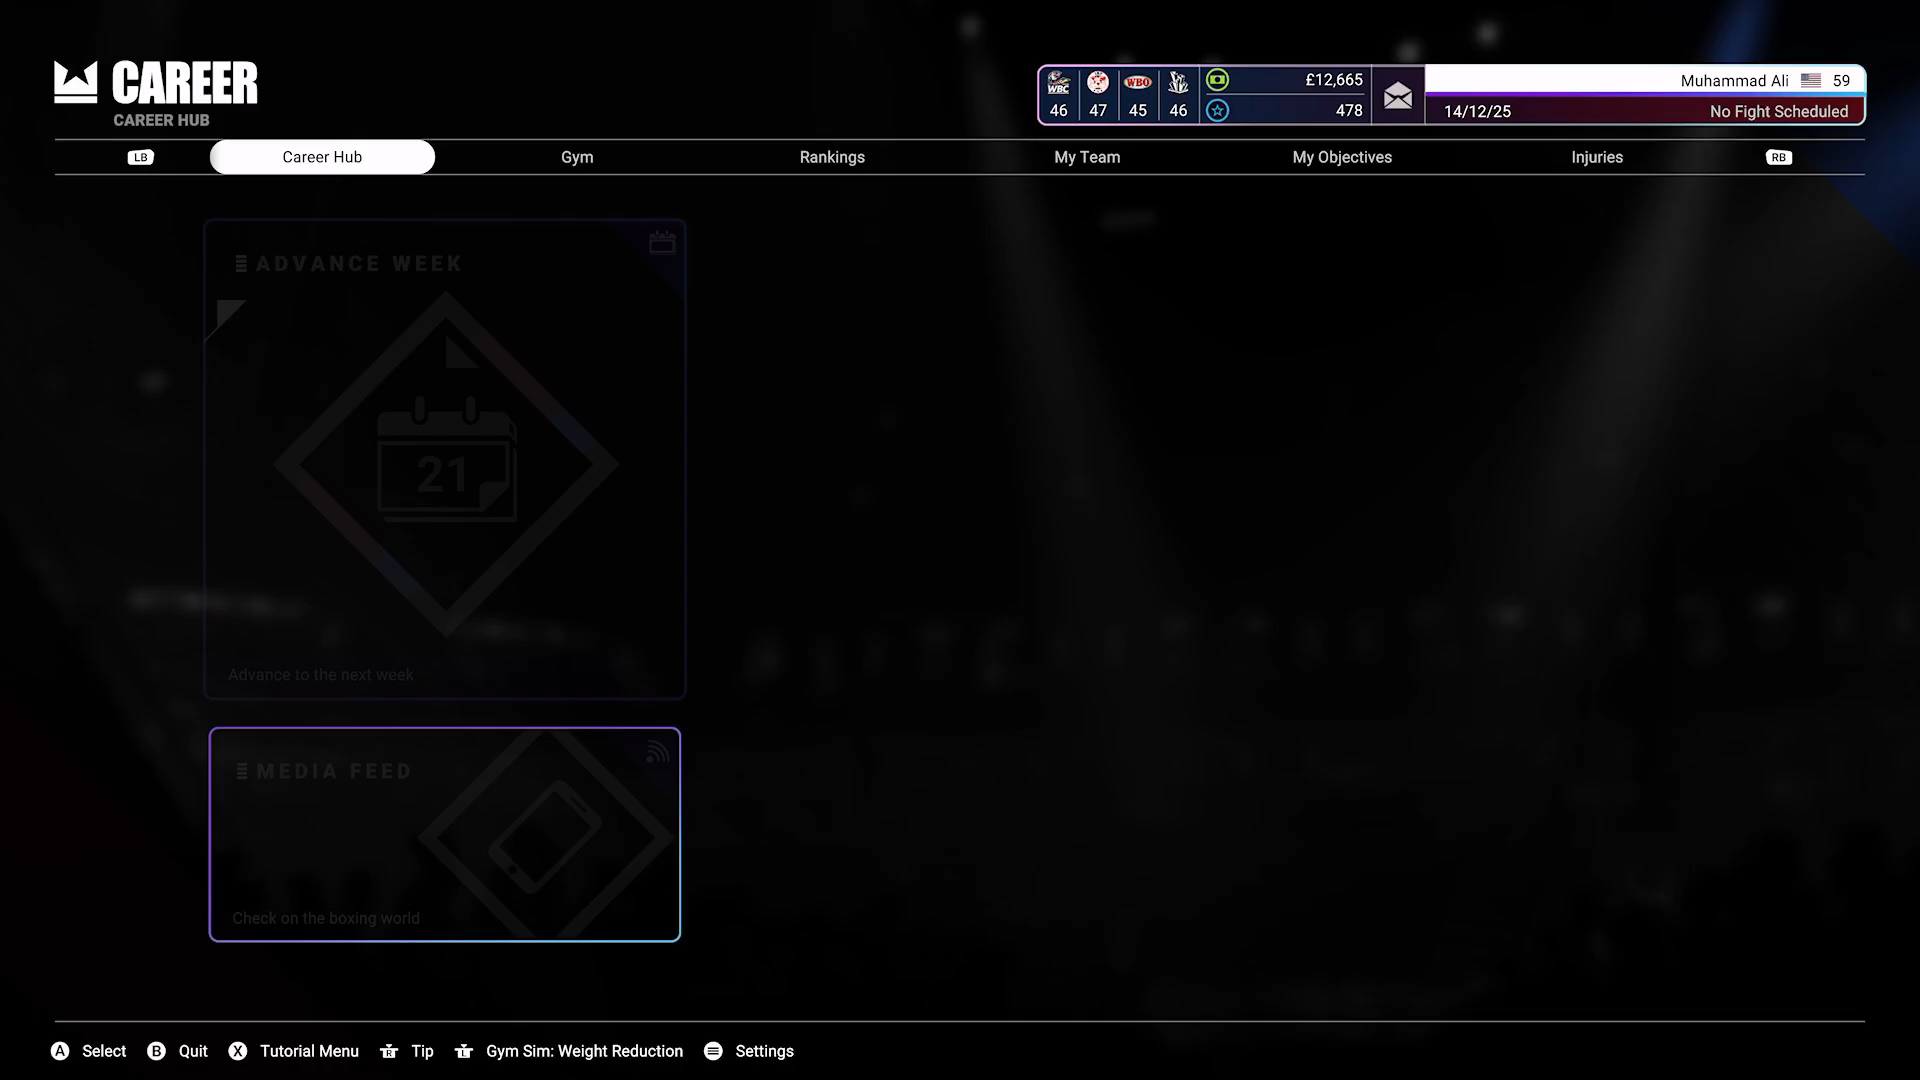 CAREER
CAREER HUB
WBC
WBO
46
47
45
46
£12,665
478
Muhammad Ali 59
14/12/25
No Fight Scheduled
LB
Career Hub
Gym
Rankings
My Team
My Objectives
Injuries
RB
ADVANCE WEEK
21
Advance to the next week
MEDIA FEED
Check on the boxing world
A Select
B Quit
X Tutorial Menu
R Tip
L Gym Sim: Weight Reduction
Settings